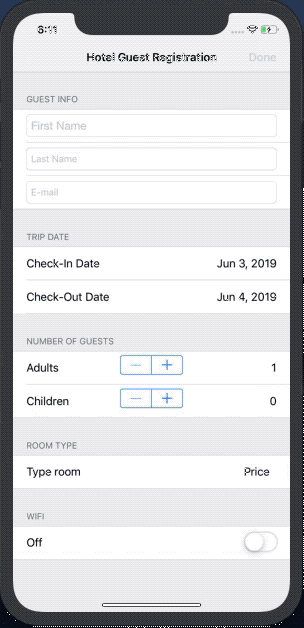 8:11
Hotel Guest Registration Done
GUEST INFO
First Name
Last Name
E-mail
TRIP DATE
Check-In Date Jun 3, 2019
Check-Out Date Jun 4, 2019
NUMBER OF GUESTS
Adults 1
Children 0
ROOM TYPE
Type room Price
WIFI
Off